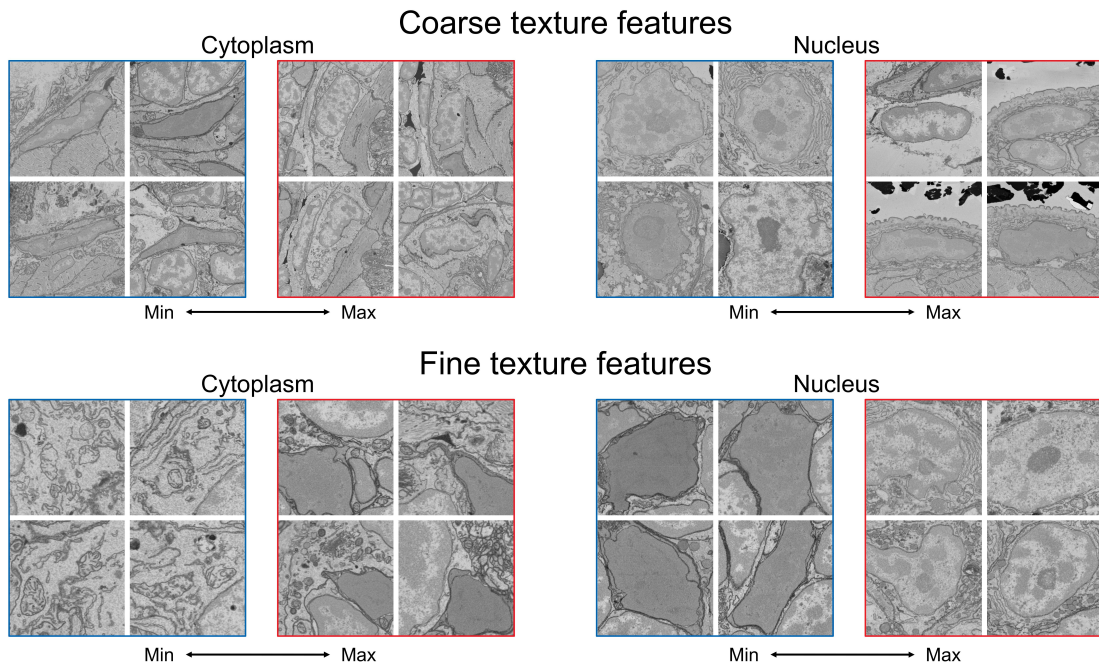 Coarse texture features
Cytoplasm
Nucleus
Min
Max
Min
Max
Fine texture features
Cytoplasm
Nucleus
Min
Max
Min
Max